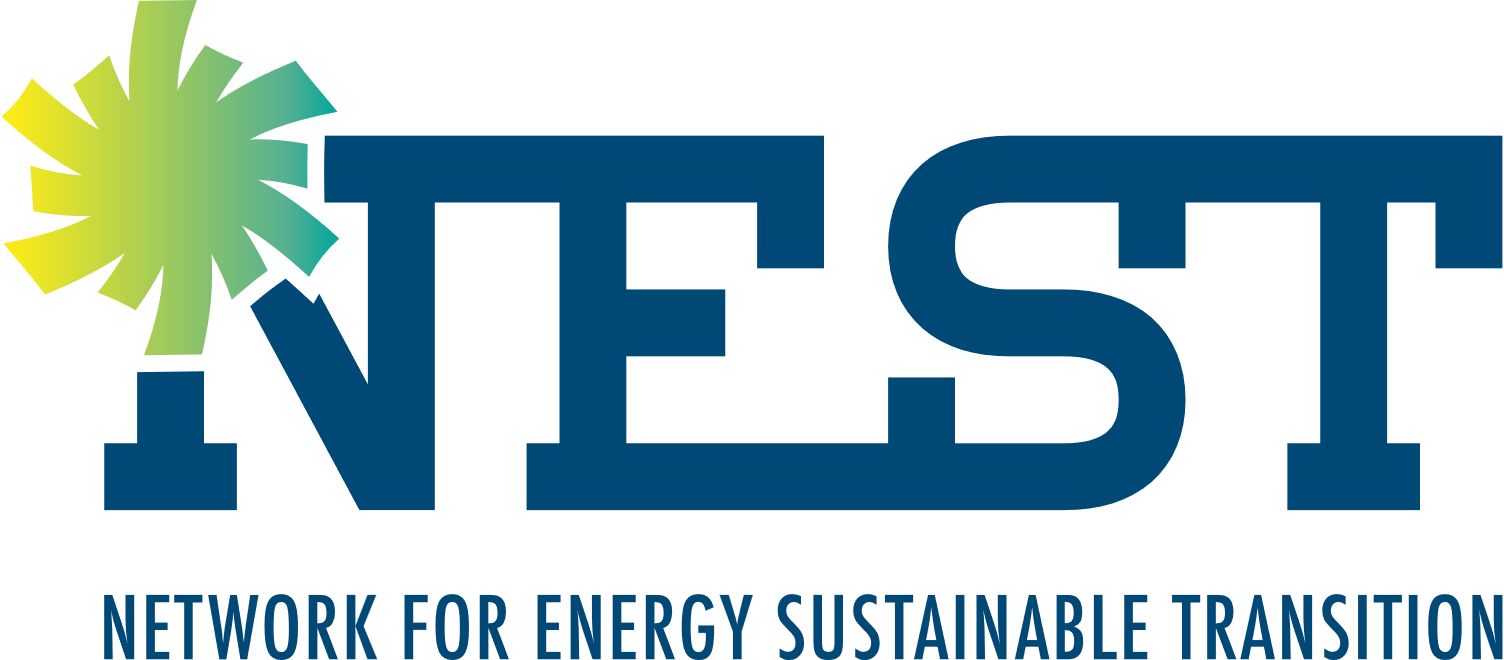 NEST
NETWORK FOR ENERGY SUSTAINABLE TRANSITION